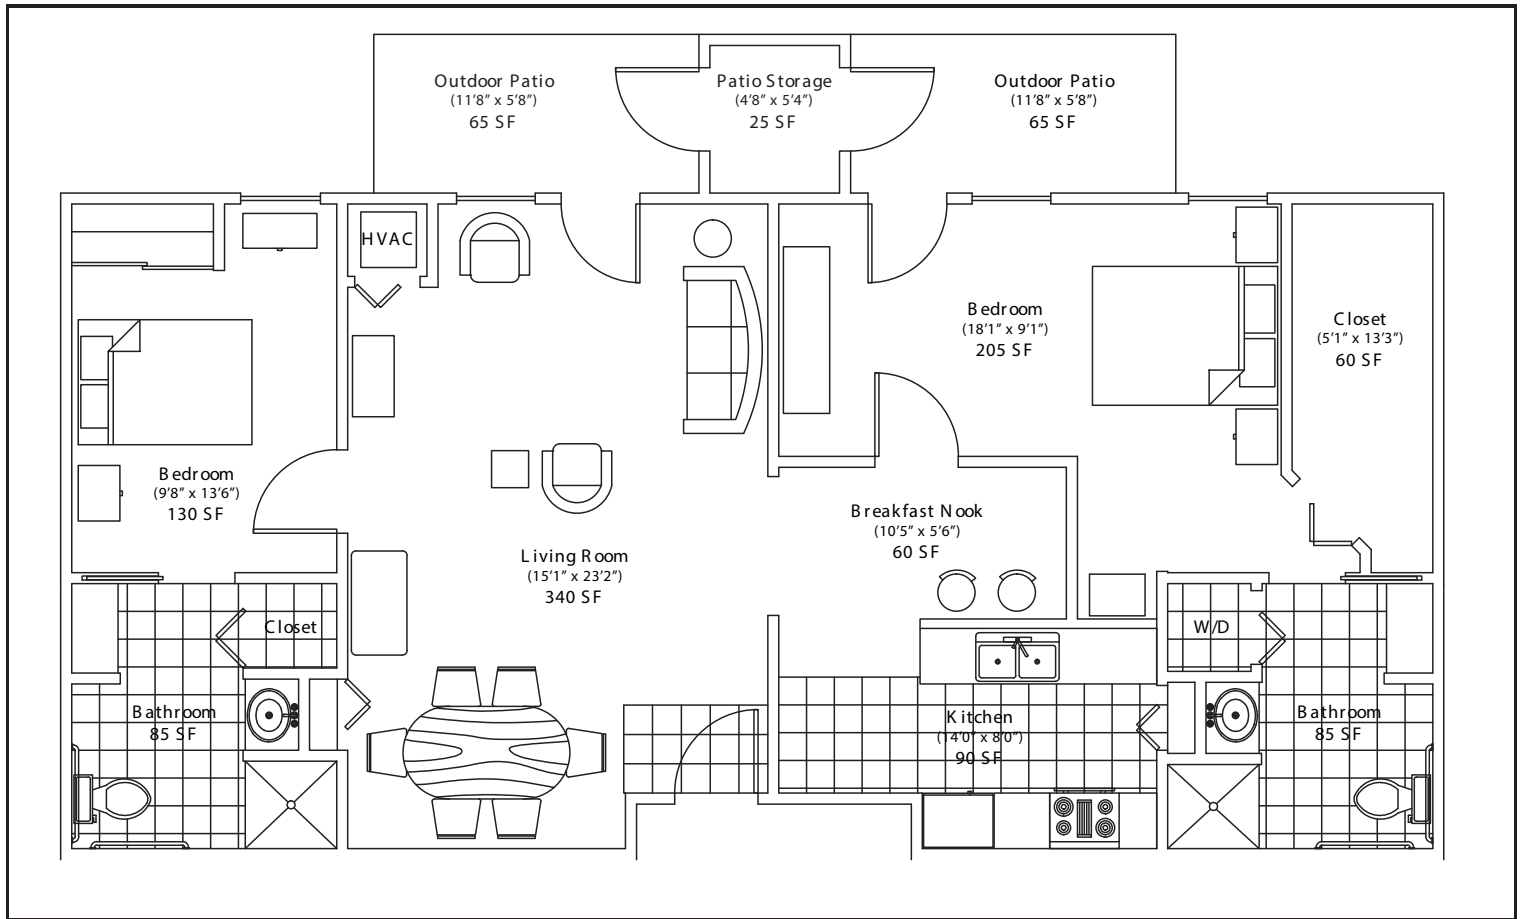 Outdoor Patio
(11’8” x 5’8”)
65 SF
Patio Storage
(4’8” x 5’4”)
25 SF
Outdoor Patio
(11’8” x 5’8”)
65 SF
HVAC
Bedroom
(18’1” x 9’1”)
205 SF
Closet
(5’1” x 13’3”)
60 SF
Bedroom
(9’8” x 13’6”)
130 SF
Breakfast Nook
(10’5” x 5’6”)
60 SF
Living Room
(15’1” x 23’2”)
340 SF
Closet
W/D
Bathroom
85 SF
Kitchen
(14’0” x 8’0”)
90 SF
Bathroom
85 SF